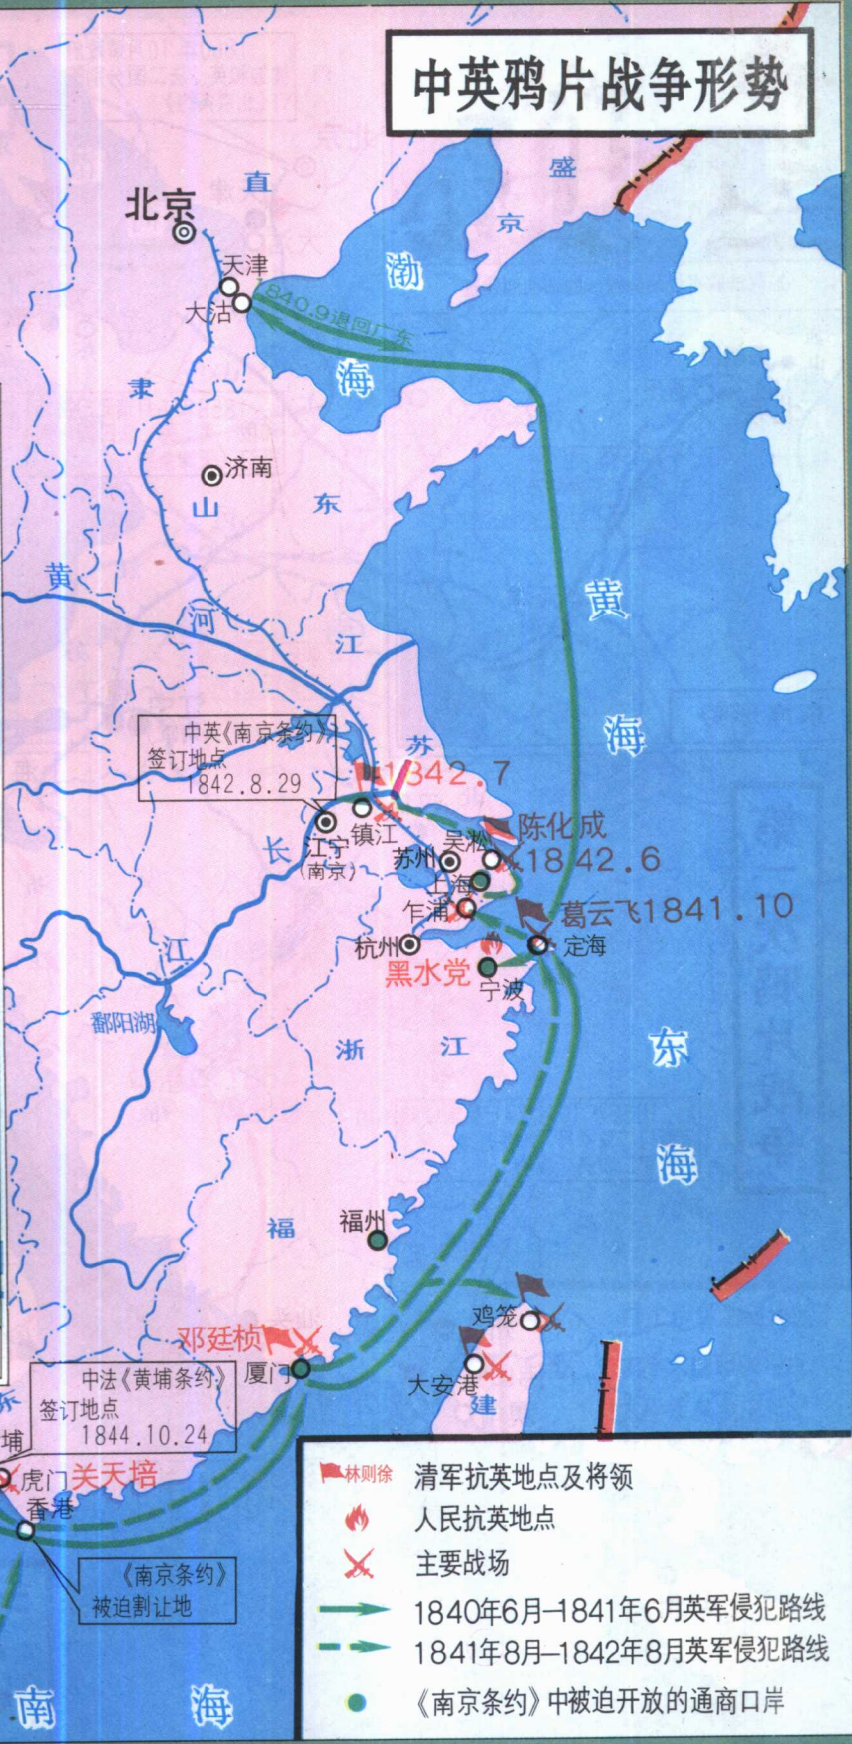 中英鸦片战争形势
直
盛
京
北京
渤
天津
大沽
1840.9退回广东
海
隶
济南
山
东
黄
河
黄
江
海
中英《南京条约》
签订地点
1842.8.29
苏
1842.7
陈化成
镇江
吴淞
长
江宁
(南京)
苏州
1842.6
上海
乍浦
葛云飞1841.10
杭州
定海
江
黑水党
宁波
鄱阳湖
浙
江
东
海
福州
福
鸡笼
邓廷桢
厦门
大安港
建
中法《黄埔条约》
签订地点
1844.10.24
东
埔
虎门
关天培
香港
《南京条约》
被迫割让地
南
海
林则徐
清军抗英地点及将领
人民抗英地点
主要战场
1840年6月—1841年6月英军侵犯路线
1841年8月—1842年8月英军侵犯路线
《南京条约》中被迫开放的通商口岸